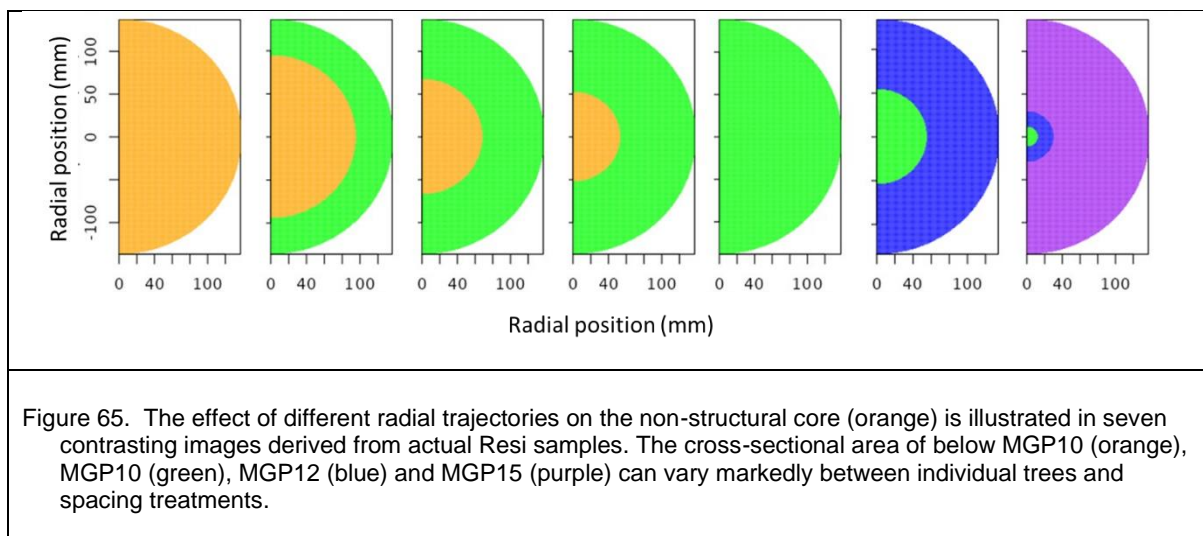 Radial position (mm)
-100 0 50 100
0 40 100 0 40 100 0 40 100 0 40 100 0 40 100 0 40 100 0 40 100
Radial position (mm)
Figure 65. The effect of different radial trajectories on the non-structural core (orange) is illustrated in seven
contrasting images derived from actual Resi samples. The cross-sectional area of below MGP10 (orange),
MGP10 (green), MGP12 (blue) and MGP15 (purple) can vary markedly between individual trees and
spacing treatments.